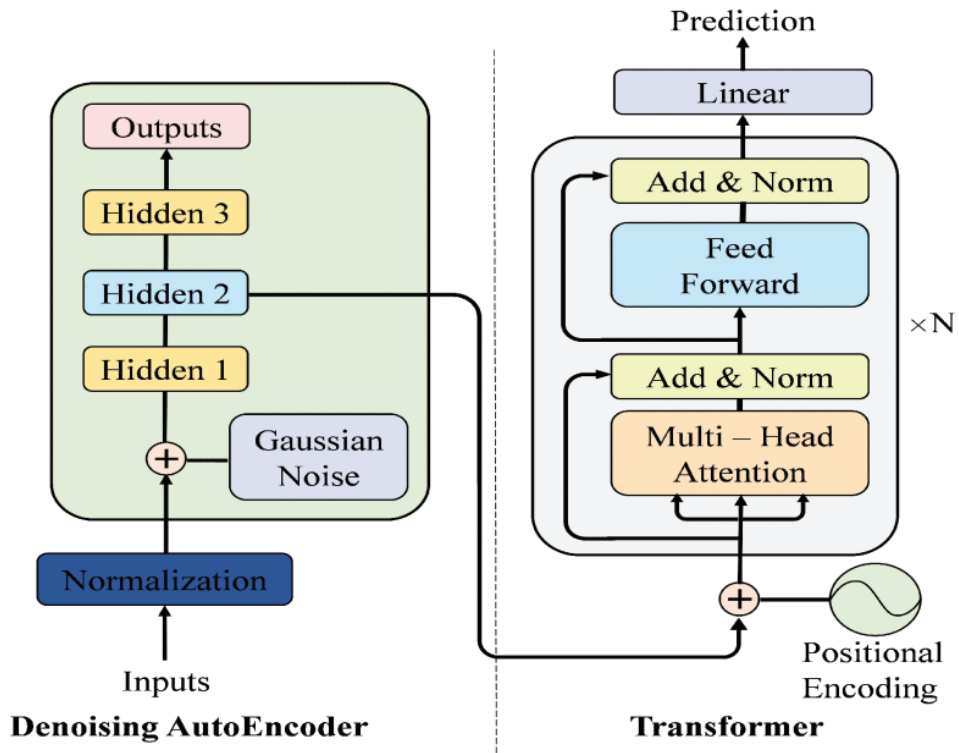 Outputs
Hidden 3
Hidden 2
Hidden 1
Gaussian
Noise
Normalization
Inputs
Denoising AutoEncoder
Prediction
Linear
Add & Norm
Feed
Forward
×N
Add & Norm
Multi – Head
Attention
Positional
Encoding
Transformer